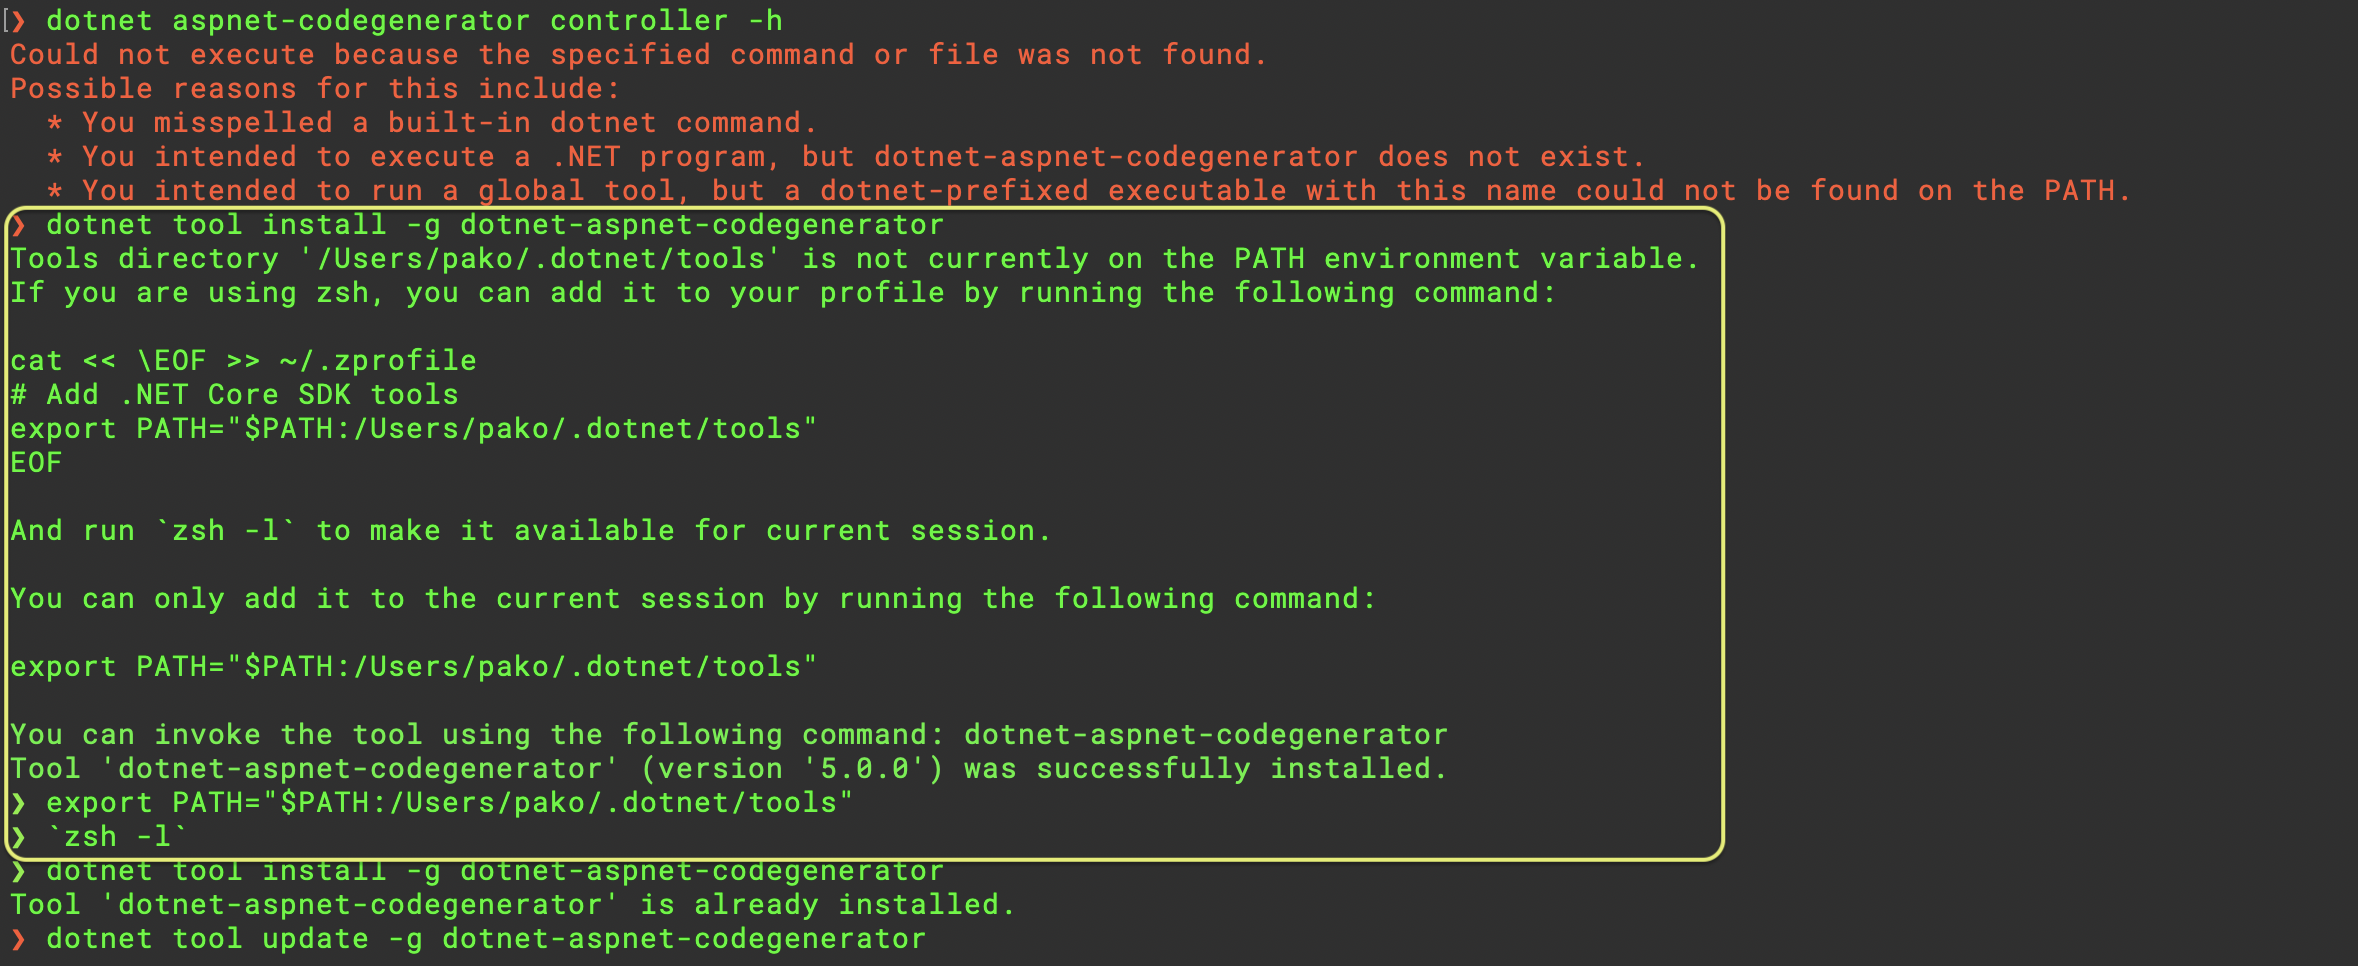 [❯ dotnet aspnet-codegenerator controller -h
Could not execute because the specified command or file was not found.
Possible reasons for this include:
  * You misspelled a built-in dotnet command.
  * You intended to execute a .NET program, but dotnet-aspnet-codegenerator does not exist.
  * You intended to run a global tool, but a dotnet-prefixed executable with this name could not be found on the PATH.
❯ dotnet tool install -g dotnet-aspnet-codegenerator
Tools directory '/Users/pako/.dotnet/tools' is not currently on the PATH environment variable.
If you are using zsh, you can add it to your profile by running the following command:

cat << \EOF >> ~/.zprofile
# Add .NET Core SDK tools
export PATH="$PATH:/Users/pako/.dotnet/tools"
EOF

And run `zsh -l` to make it available for current session.

You can only add it to the current session by running the following command:

export PATH="$PATH:/Users/pako/.dotnet/tools"

You can invoke the tool using the following command: dotnet-aspnet-codegenerator
Tool 'dotnet-aspnet-codegenerator' (version '5.0.0') was successfully installed.
❯ export PATH="$PATH:/Users/pako/.dotnet/tools"
❯ `zsh -l`
❯ dotnet tool install -g dotnet-aspnet-codegenerator
Tool 'dotnet-aspnet-codegenerator' is already installed.
❯ dotnet tool update -g dotnet-aspnet-codegenerator